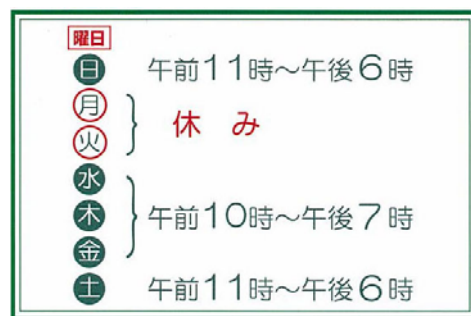 曜日
日 午前11時～午後6時
月
火
休み
水
木
金
午前10時～午後7時
土 午前11時～午後6時